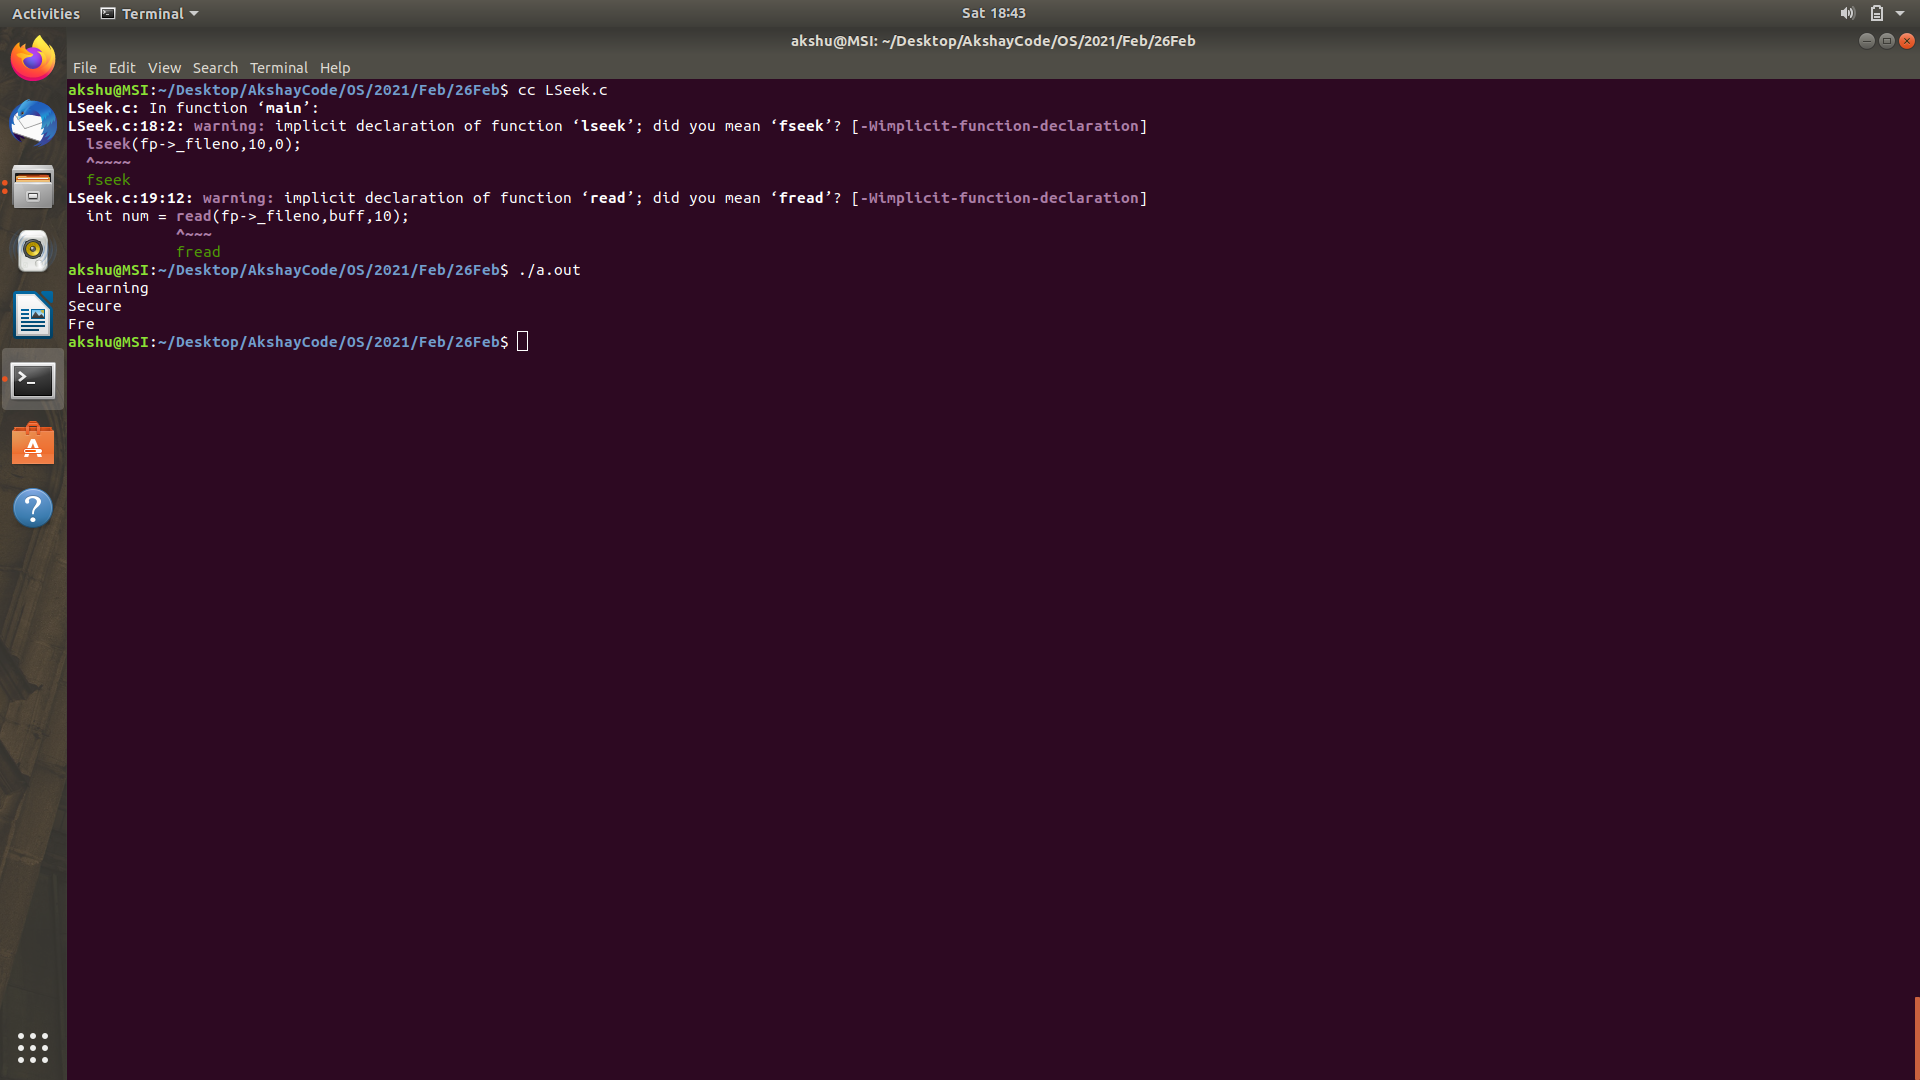 Activities Terminal Sat 18:43
akshu@MSI: ~/Desktop/AkshayCode/OS/2021/Feb/26Feb
File Edit View Search Terminal Help
akshu@MSI:~/Desktop/AkshayCode/OS/2021/Feb/26Feb$ cc LSeek.c
LSeek.c: In function ‘main’:
LSeek.c:18:2: warning: implicit declaration of function ‘lseek’; did you mean ‘fseek’? [-Wimplicit-function-declaration]
  lseek(fp->_fileno,10,0);
  ^~~~~
  fseek
LSeek.c:19:12: warning: implicit declaration of function ‘read’; did you mean ‘fread’? [-Wimplicit-function-declaration]
  int num = read(fp->_fileno,buff,10);
            ^~~~
            fread
akshu@MSI:~/Desktop/AkshayCode/OS/2021/Feb/26Feb$ ./a.out
 Learning
Secure
Fre
akshu@MSI:~/Desktop/AkshayCode/OS/2021/Feb/26Feb$